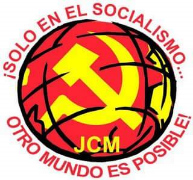 ¡SOLO EN EL SOCIALISMO...
JCM
OTRO MUNDO ES POSIBLE!